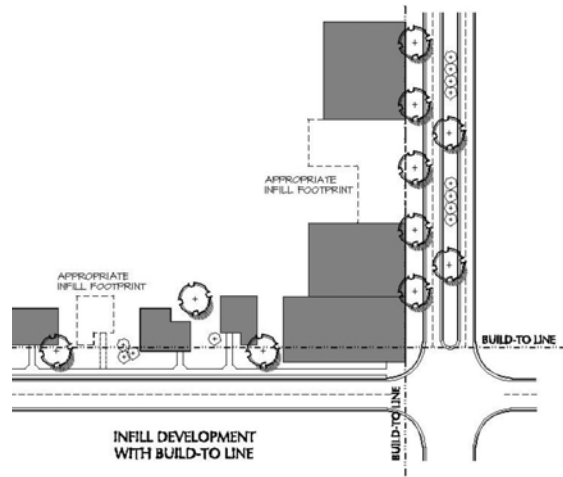 APPROPRIATE
INFILL FOOTPRINT
APPROPRIATE
INFILL FOOTPRINT
BUILD-TO LINE
BUILD-TO LINE
INFILL DEVELOPMENT
WITH BUILD-TO LINE